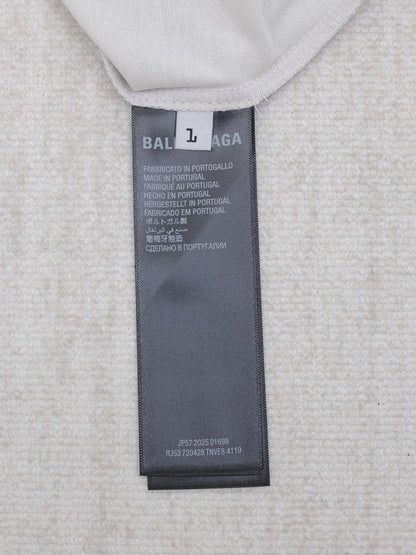 1
BAL AGA
FABBRICATO IN PORTOGALLO
MADE IN PORTUGAL
FABRIQUÉ AU PORTUGAL
HECHO EN PORTUGAL
HERGESTELLT IN PORTUGAL
FABRICADO EM PORTUGAL
ポルトガル製
صنع في البرتغال
葡萄牙制造
СДЕЛАНО В ПОРТУГАЛИИ
JP57 2025 01698
RJ53 720428 TNVE8 4119